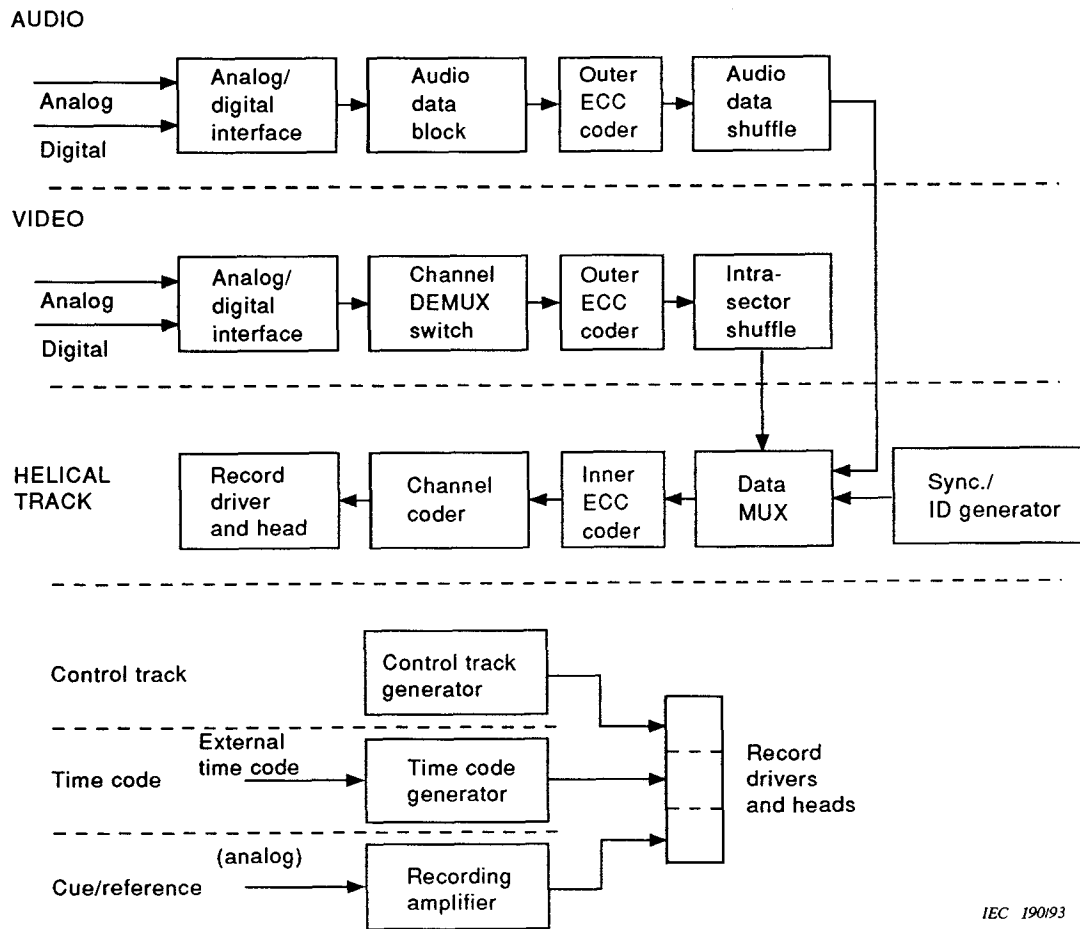 AUDIO
Analog
Digital
Analog/
digital
interface
Audio
data
block
Outer
ECC
coder
Audio
data
shuffle
VIDEO
Analog
Digital
Analog/
digital
interface
Channel
DEMUX
switch
Outer
ECC
coder
Intra-
sector
shuffle
HELICAL
TRACK
Record
driver
and head
Channel
coder
Inner
ECC
coder
Data
MUX
Sync./
ID generator
Control track
Control track
generator
Time code
External
time code
Time code
generator
Record
drivers
and heads
Cue/reference
(analog)
Recording
amplifier
IEC 190/93